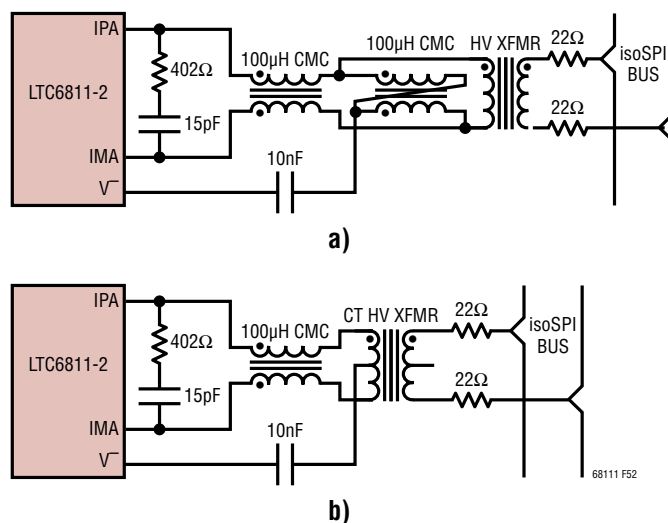 IPA
100µH CMC
100µH CMC
HV XFMR
22Ω
isoSPI
BUS
LTC6811-2
402Ω
15pF
22Ω
IMA
10nF
V–
a)
IPA
100µH CMC
CT HV XFMR
22Ω
isoSPI
BUS
LTC6811-2
402Ω
15pF
22Ω
IMA
10nF
V–
68111 F52
b)